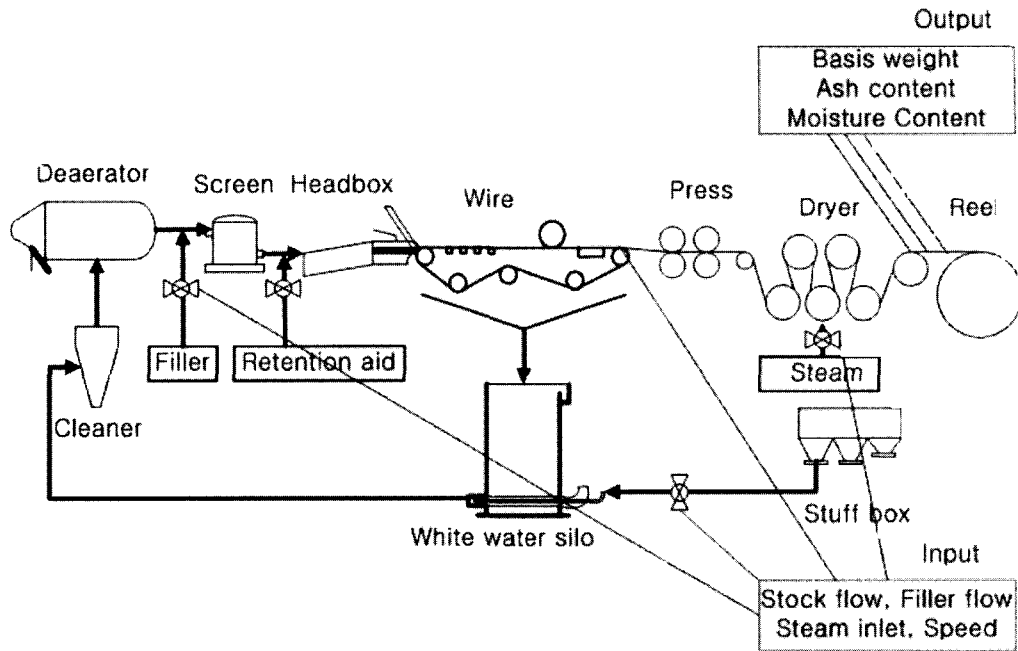 Output
Basis weight
Ash content
Moisture Content
Deaerator
Screen
Headbox
Wire
Press
Dryer
Reel
Filler
Retention aid
Steam
Cleaner
White water silo
Stuff box
Input
Stock flow, Filler flow
Steam inlet, Speed